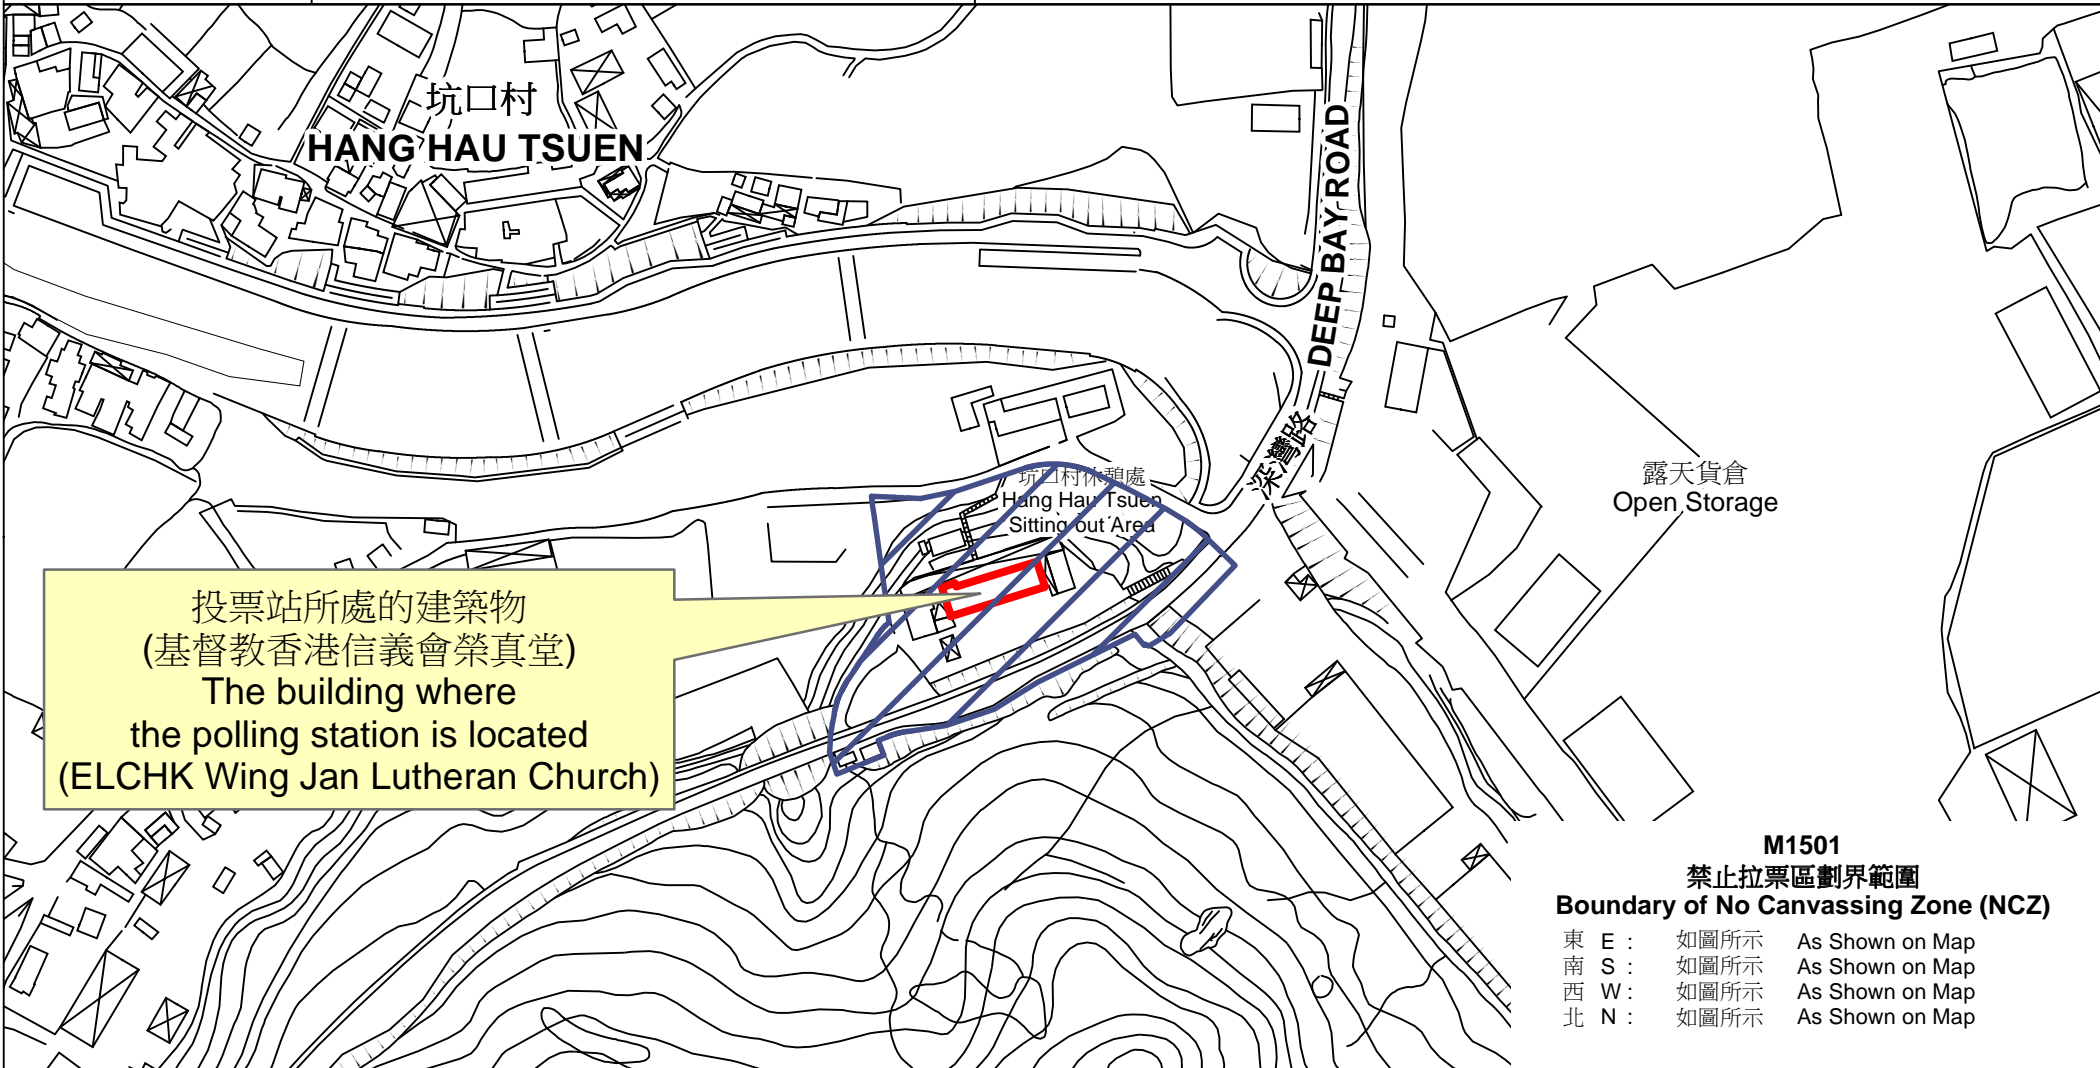 坑口村
HANG HAU TSUEN
DEEP BAY ROAD
深灣路
坑口村休憩處
Hang Hau Tsuen
Sitting out Area
露天貨倉
Open Storage
投票站所處的建築物
(基督教香港信義會榮真堂)
The building where
the polling station is located
(ELCHK Wing Jan Lutheran Church)
M1501
禁止拉票區劃界範圍
Boundary of No Canvassing Zone (NCZ)
東 E : 如圖所示 As Shown on Map
南 S : 如圖所示 As Shown on Map
西 W : 如圖所示 As Shown on Map
北 N : 如圖所示 As Shown on Map